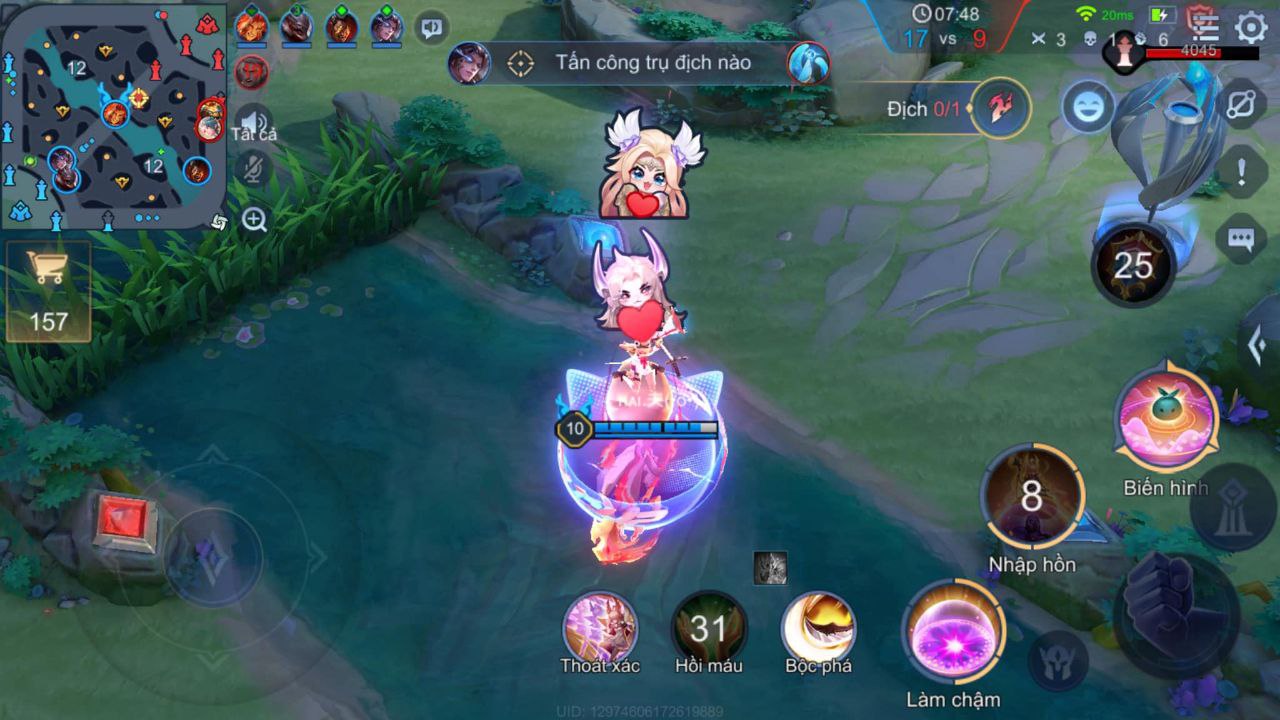 12
12
Tất cả
157
Tấn công trụ địch nào
07:48
17 vs 9
20ms
3
6
4045
Địch 0/1
25
10
Biến hình
8
Nhập hồn
Thoát xác
31
Hồi máu
Bộc phá
Làm chậm
UID: 12974606172619889